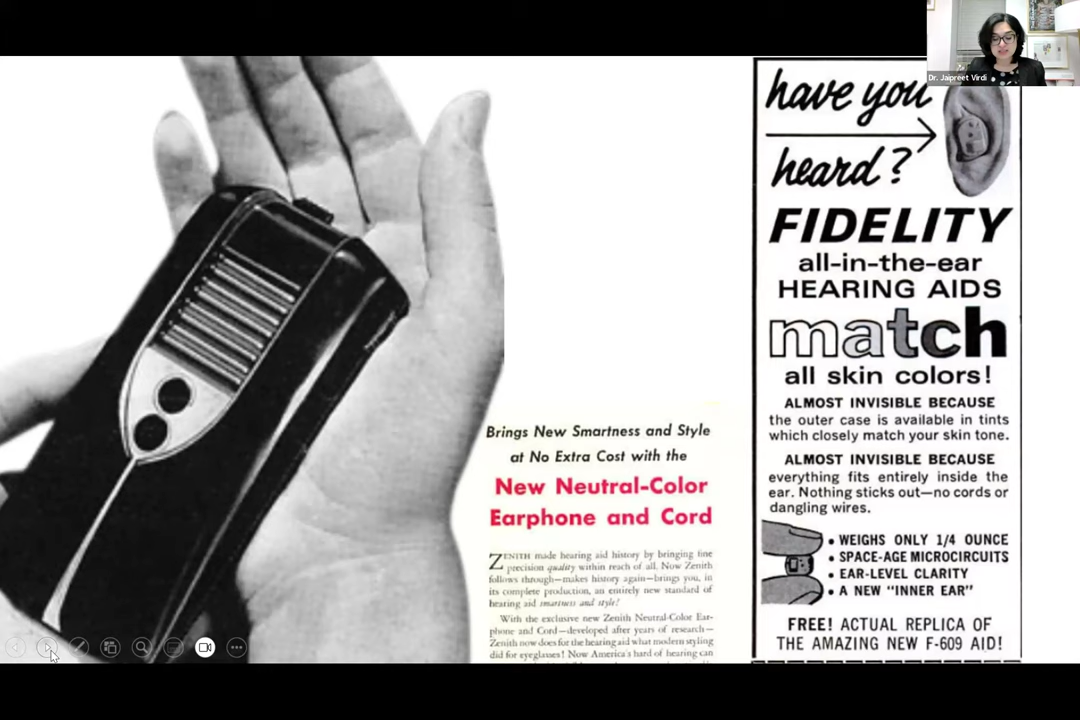 Dr. Jaipreet Virdi
Brings New Smartness and Style
at No Extra Cost with the
New Neutral-Color
Earphone and Cord
ZENITH made hearing aid history by bringing fine
precision quality within reach of all. Now Zenith
follows through—makes history again—brings you, in
its complete production, an entirely new standard of
hearing aid smartness and style!
With the exclusive new Zenith Neutral-Color Ear-
phone and Cord—developed after years of research—
Zenith now does for the hearing aid what modern styling
did for eyeglasses! Now America's hard of hearing can
have you
heard?
FIDELITY
all-in-the-ear
HEARING AIDS
match
all skin colors!
ALMOST INVISIBLE BECAUSE
the outer case is available in tints
which closely match your skin tone.
ALMOST INVISIBLE BECAUSE
everything fits entirely inside the
ear. Nothing sticks out—no cords or
dangling wires.
• WEIGHS ONLY 1/4 OUNCE
• SPACE-AGE MICROCIRCUITS
• EAR-LEVEL CLARITY
• A NEW "INNER EAR"
FREE! ACTUAL REPLICA OF
THE AMAZING NEW F-609 AID!